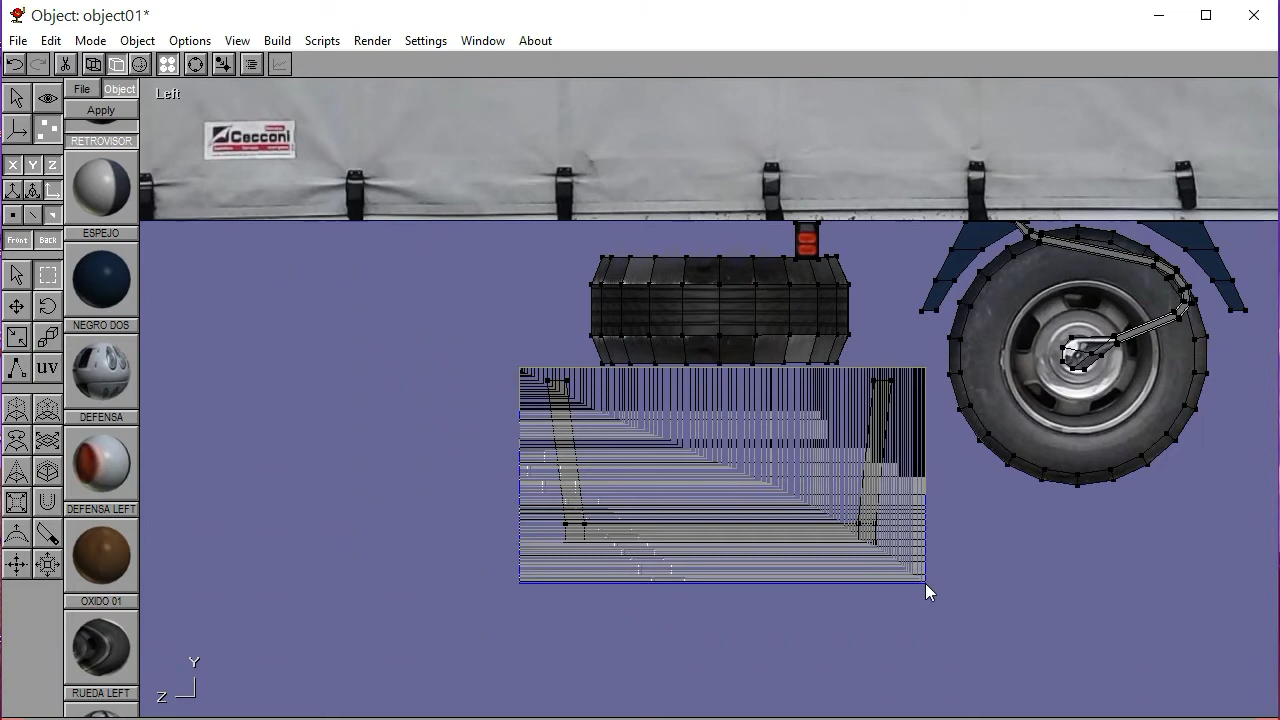 Object: object01*
File Edit Mode Object Options View Build Scripts Render Settings Window About
File Object
Apply
Left
Cecconi
RETROVISOR
X Y Z
ESPEJO
Front Back
NEGRO DOS
uv
DEFENSA
DEFENSA LEFT
OXIDO 01
Y
Z
RUEDA LEFT